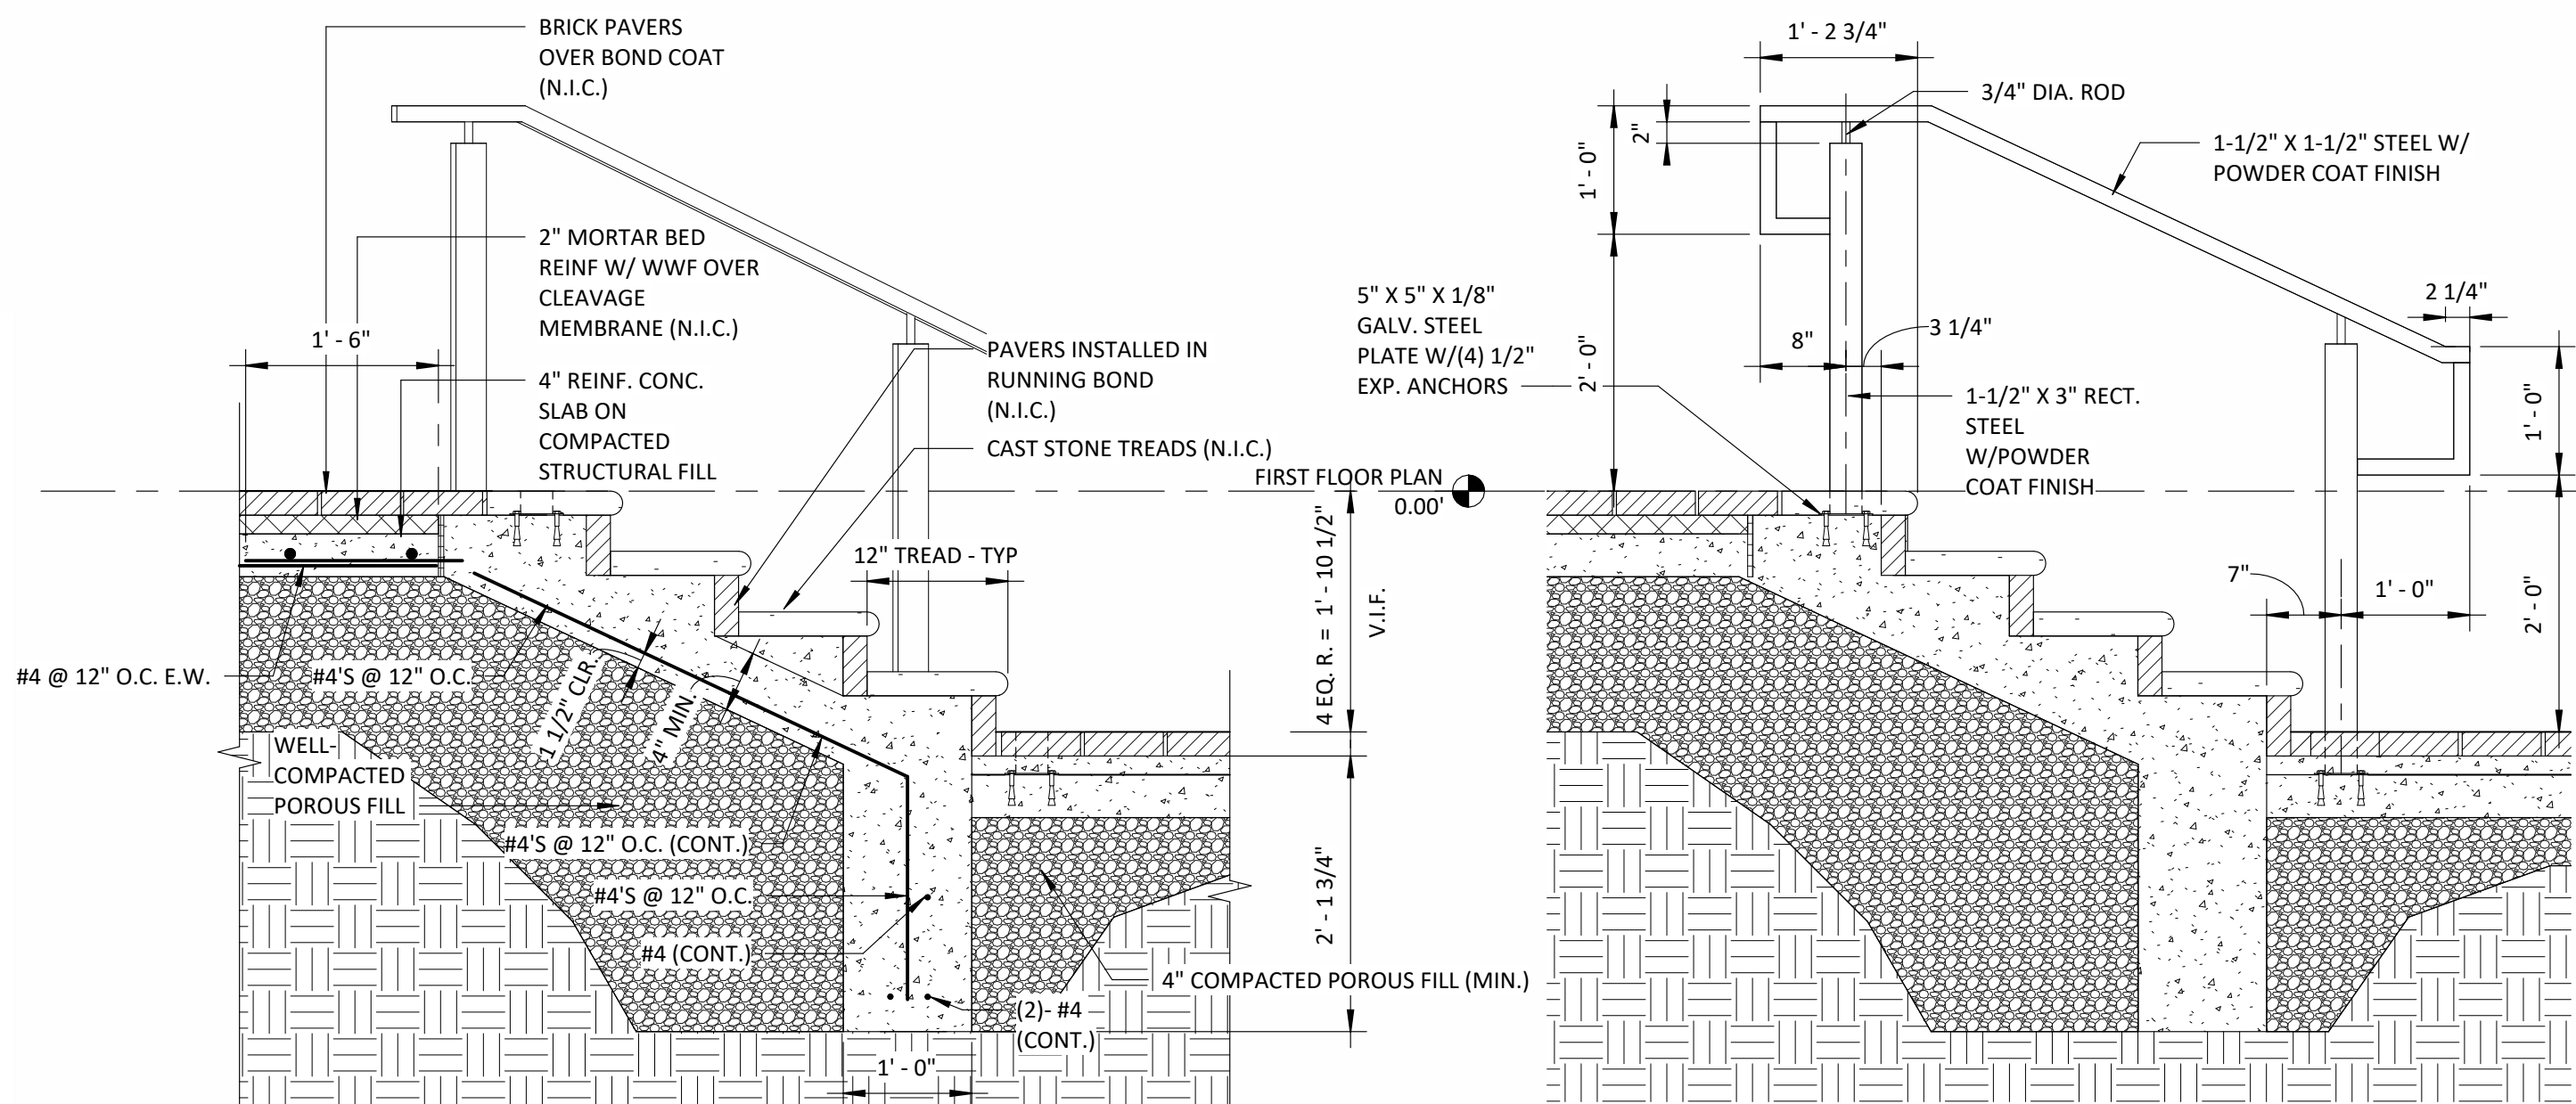 BRICK PAVERS
OVER BOND COAT
(N.I.C.)
2" MORTAR BED
REINF W/ WWF OVER
CLEAVAGE
MEMBRANE (N.I.C.)
1' - 6"
4" REINF. CONC.
SLAB ON
COMPACTED
STRUCTURAL FILL
PAVERS INSTALLED IN
RUNNING BOND
(N.I.C.)
CAST STONE TREADS (N.I.C.)
12" TREAD - TYP
#4 @ 12" O.C. E.W.
#4'S @ 12" O.C.
1 1/2" CLR.
4" MIN.
WELL-
COMPACTED
POROUS FILL
#4'S @ 12" O.C. (CONT.)
#4'S @ 12" O.C.
#4 (CONT.)
(2)- #4
(CONT.)
1' - 0"
4" COMPACTED POROUS FILL (MIN.)
FIRST FLOOR PLAN
0.00'
4 EQ. R. = 1' - 10 1/2"
V.I.F.
2' - 1 3/4"
1' - 2 3/4"
3/4" DIA. ROD
2"
1' - 0"
1-1/2" X 1-1/2" STEEL W/
POWDER COAT FINISH
5" X 5" X 1/8"
GALV. STEEL
PLATE W/(4) 1/2"
EXP. ANCHORS
2' - 0"
8"
3 1/4"
1-1/2" X 3" RECT.
STEEL
W/POWDER
COAT FINISH
2 1/4"
1' - 0"
7"
1' - 0"
2' - 0"